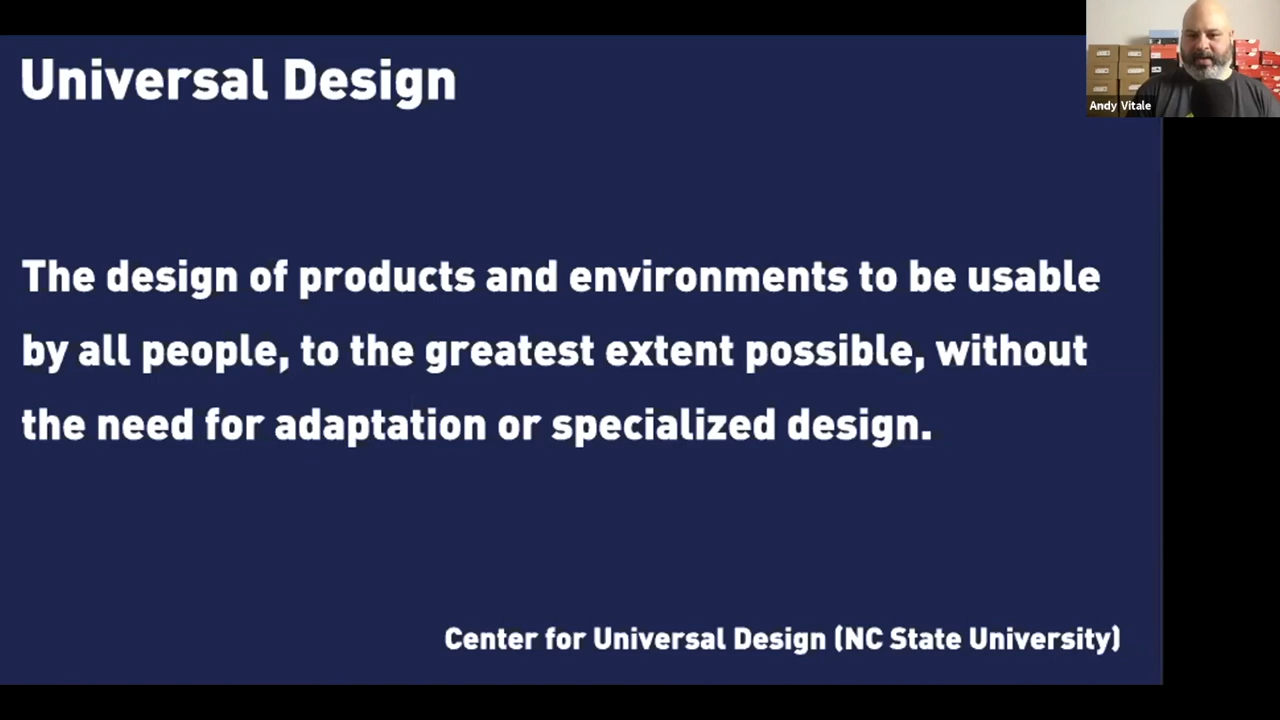 Universal Design
Andy Vitale
The design of products and environments to be usable
by all people, to the greatest extent possible, without
the need for adaptation or specialized design.
Center for Universal Design (NC State University)